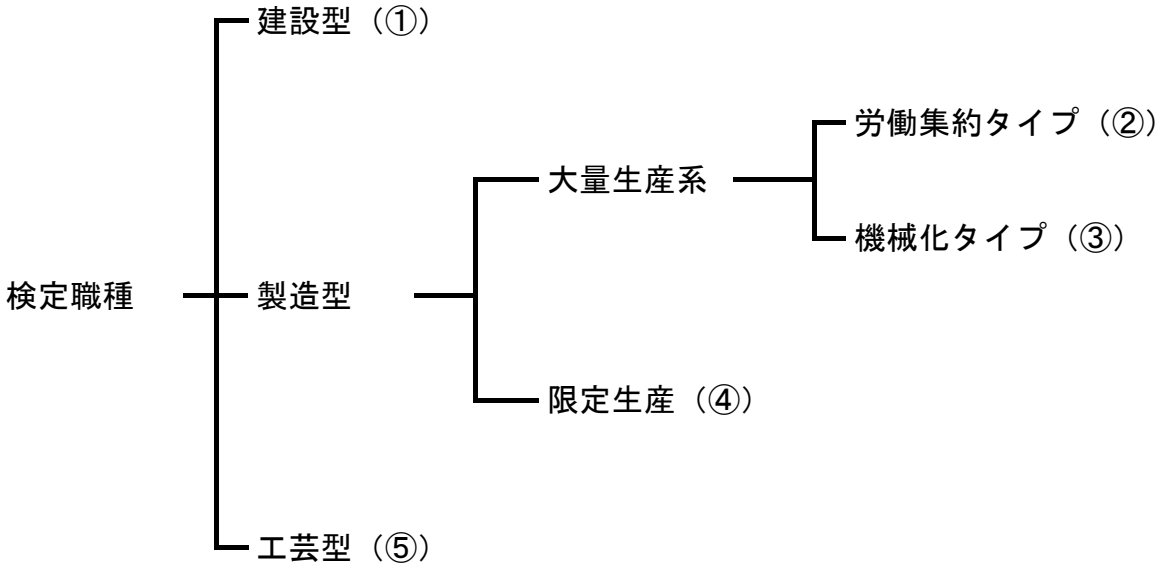 建設型（①）
労働集約タイプ（②）
大量生産系
機械化タイプ（③）
検定職種
製造型
限定生産（④）
工芸型（⑤）